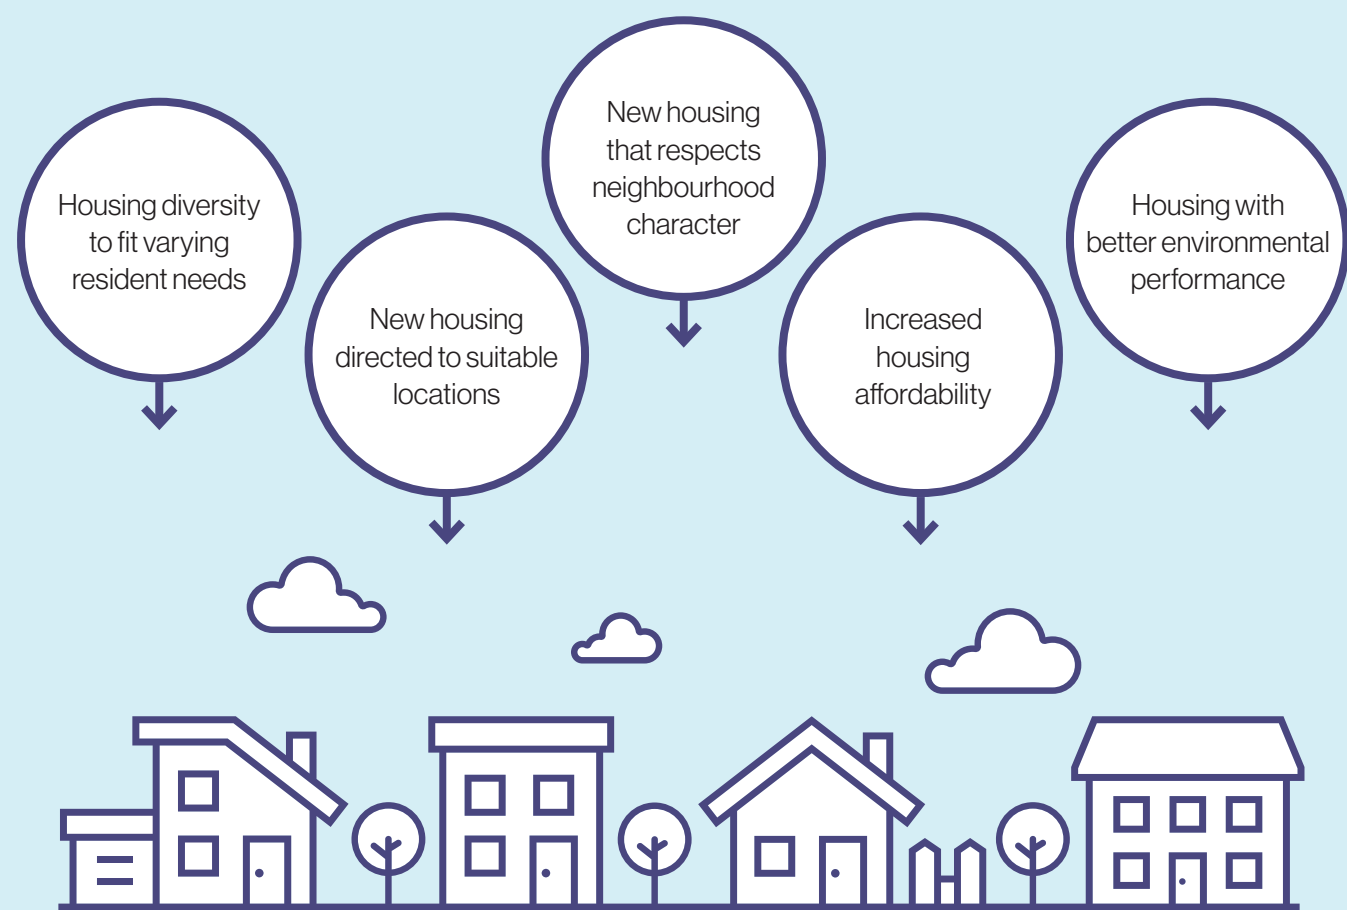 Housing diversity
to fit varying
resident needs
New housing
directed to suitable
locations
New housing
that respects
neighbourhood
character
Increased
housing
affordability
Housing with
better environmental
performance